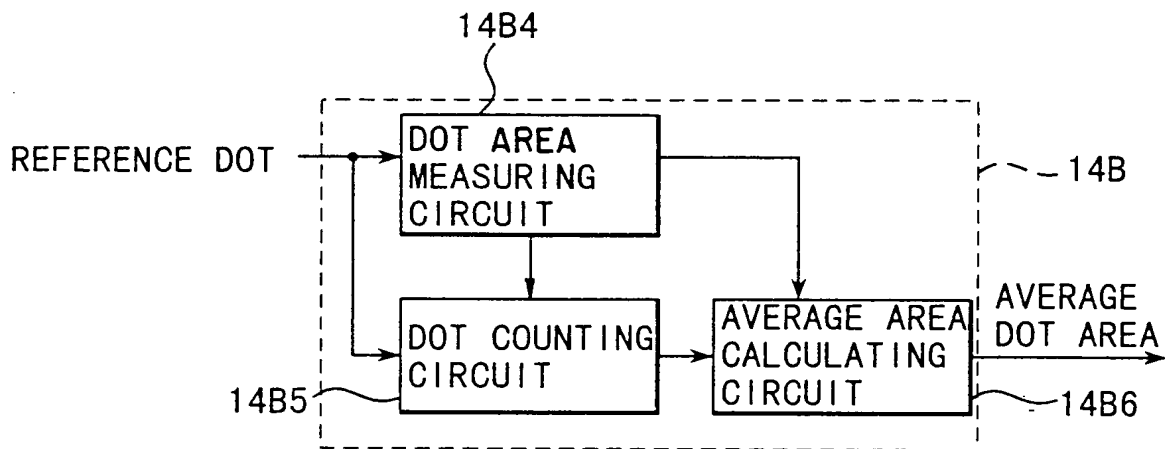 14B4
REFERENCE DOT
DOT AREA
MEASURING
CIRCUIT
14B
DOT COUNTING
CIRCUIT
AVERAGE AREA
CALCULATING
CIRCUIT
AVERAGE
DOT AREA
14B5
14B6